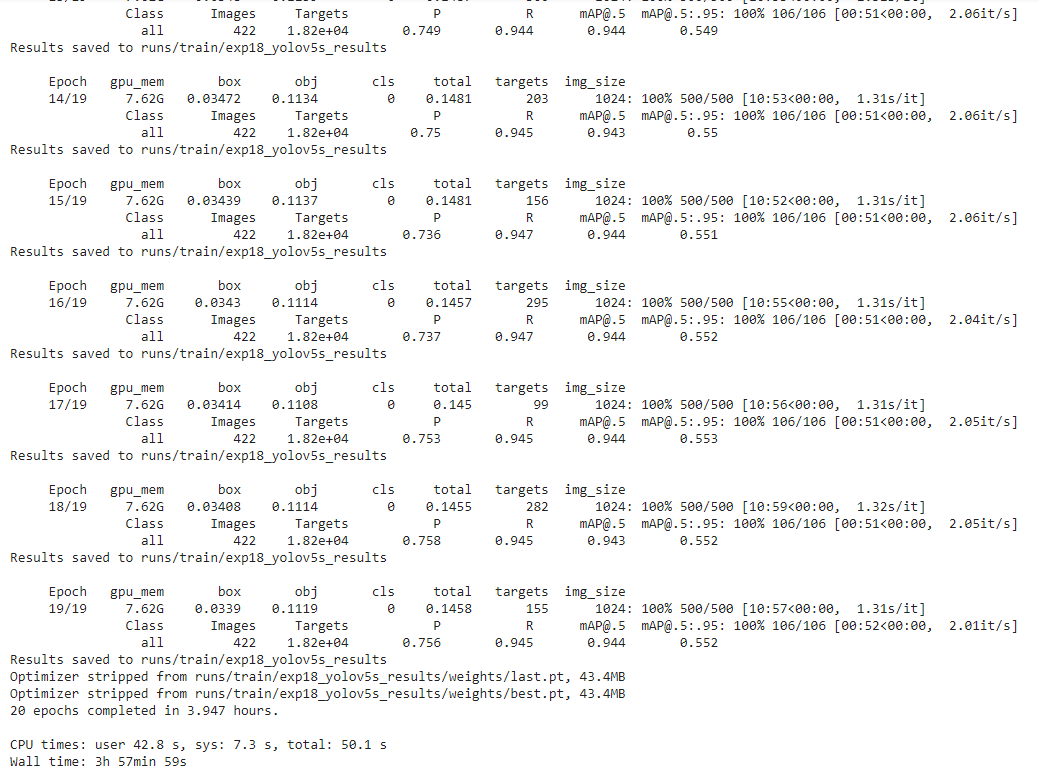 Class Images Targets P R mAP@.5 mAP@.5:.95: 100% 106/106 [00:51<00:00, 2.06it/s]
all 422 1.82e+04 0.749 0.944 0.944 0.549
Results saved to runs/train/exp18_yolov5s_results
Epoch gpu_mem box obj cls total targets img_size
14/19 7.62G 0.03472 0.1134 0 0.1481 203 1024: 100% 500/500 [10:53<00:00, 1.31s/it]
Class Images Targets P R mAP@.5 mAP@.5:.95: 100% 106/106 [00:51<00:00, 2.06it/s]
all 422 1.82e+04 0.75 0.945 0.943 0.55
Results saved to runs/train/exp18_yolov5s_results
Epoch gpu_mem box obj cls total targets img_size
15/19 7.62G 0.03439 0.1137 0 0.1481 156 1024: 100% 500/500 [10:52<00:00, 1.31s/it]
Class Images Targets P R mAP@.5 mAP@.5:.95: 100% 106/106 [00:51<00:00, 2.06it/s]
all 422 1.82e+04 0.736 0.947 0.944 0.551
Results saved to runs/train/exp18_yolov5s_results
Epoch gpu_mem box obj cls total targets img_size
16/19 7.62G 0.0343 0.1114 0 0.1457 295 1024: 100% 500/500 [10:55<00:00, 1.31s/it]
Class Images Targets P R mAP@.5 mAP@.5:.95: 100% 106/106 [00:51<00:00, 2.04it/s]
all 422 1.82e+04 0.737 0.947 0.944 0.552
Results saved to runs/train/exp18_yolov5s_results
Epoch gpu_mem box obj cls total targets img_size
17/19 7.62G 0.03414 0.1108 0 0.145 99 1024: 100% 500/500 [10:56<00:00, 1.31s/it]
Class Images Targets P R mAP@.5 mAP@.5:.95: 100% 106/106 [00:51<00:00, 2.05it/s]
all 422 1.82e+04 0.753 0.945 0.944 0.553
Results saved to runs/train/exp18_yolov5s_results
Epoch gpu_mem box obj cls total targets img_size
18/19 7.62G 0.03408 0.1114 0 0.1455 282 1024: 100% 500/500 [10:59<00:00, 1.32s/it]
Class Images Targets P R mAP@.5 mAP@.5:.95: 100% 106/106 [00:51<00:00, 2.05it/s]
all 422 1.82e+04 0.758 0.945 0.943 0.552
Results saved to runs/train/exp18_yolov5s_results
Epoch gpu_mem box obj cls total targets img_size
19/19 7.62G 0.0339 0.1119 0 0.1458 155 1024: 100% 500/500 [10:57<00:00, 1.31s/it]
Class Images Targets P R mAP@.5 mAP@.5:.95: 100% 106/106 [00:52<00:00, 2.01it/s]
all 422 1.82e+04 0.756 0.945 0.944 0.552
Results saved to runs/train/exp18_yolov5s_results
Optimizer stripped from runs/train/exp18_yolov5s_results/weights/last.pt, 43.4MB
Optimizer stripped from runs/train/exp18_yolov5s_results/weights/best.pt, 43.4MB
20 epochs completed in 3.947 hours.
CPU times: user 42.8 s, sys: 7.3 s, total: 50.1 s
Wall time: 3h 57min 59s